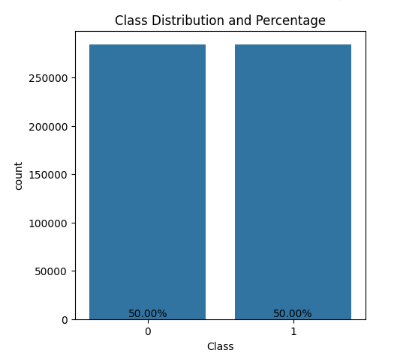 Class Distribution and Percentage
count
250000
200000
150000
100000
50000
0
50.00% 50.00%
0 1
Class